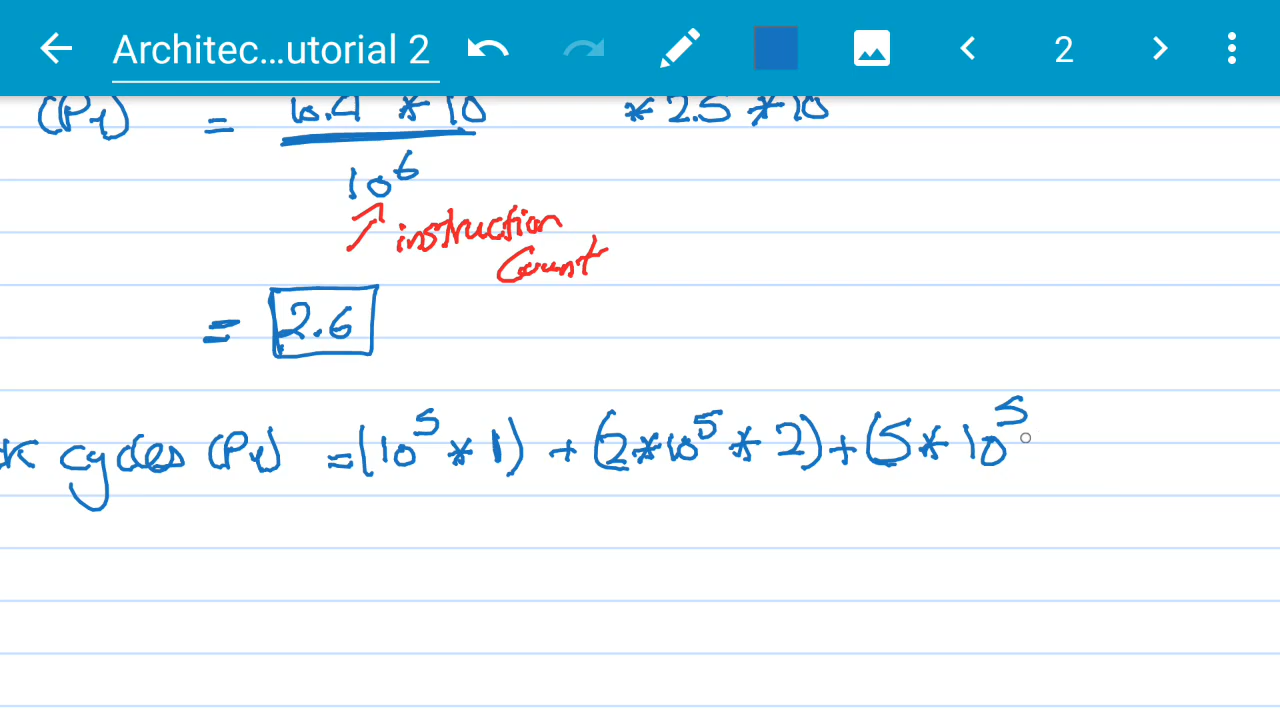 Architec...utorial 2 2
(P1) = 10.4 * 10 * 2.5 * 10
10^6
instruction
count
= 2.6
cycles (P1) = (10^5 * 1) + (2*10^5 * 2) + (5 * 10^5